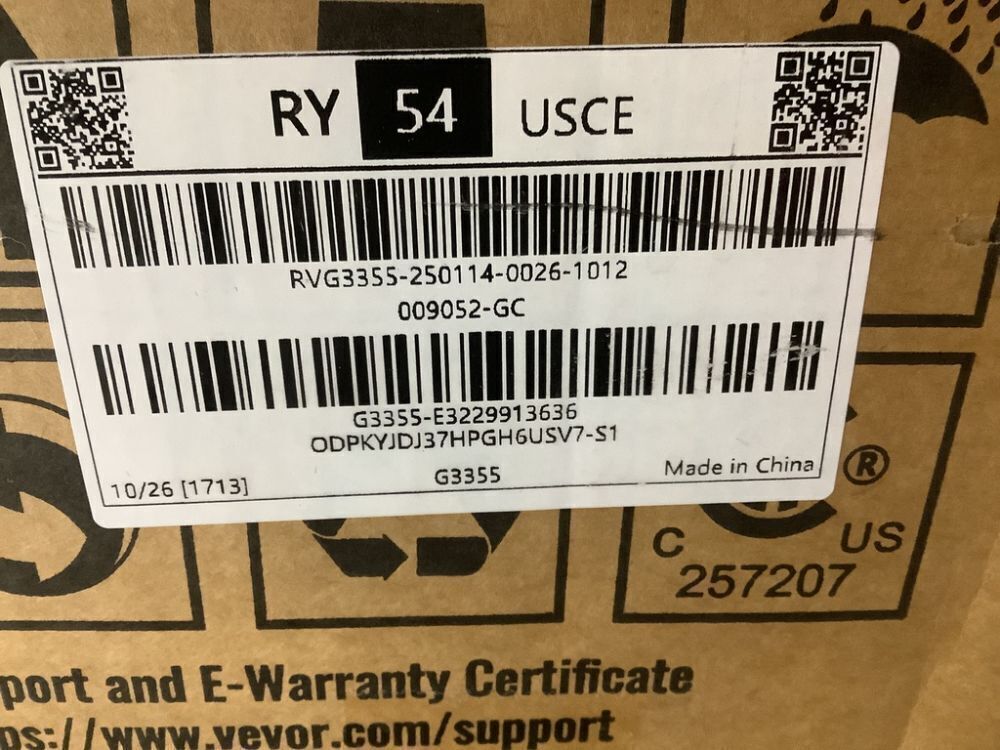 RY 54 USCE
RVG3355-250114-0026-1012
009052-GC
G3355-E3229913636
ODPKYJDJ37HPGH6USV7-S1
10/26 [1713]
G3355
Made in China
®
C US
257207
port and E-Warranty Certificate
ps://www.vevor.com/support